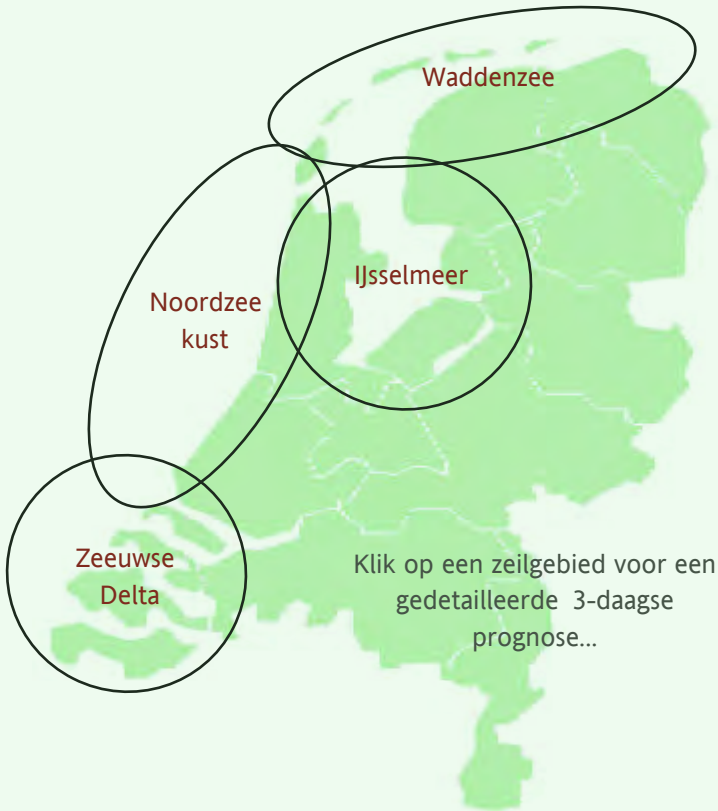 Waddenzee
IJsselmeer
Noordzee
kust
Zeeuwse
Delta
Klik op een zeilgebied voor een
gedetailleerde 3-daagse
prognose...